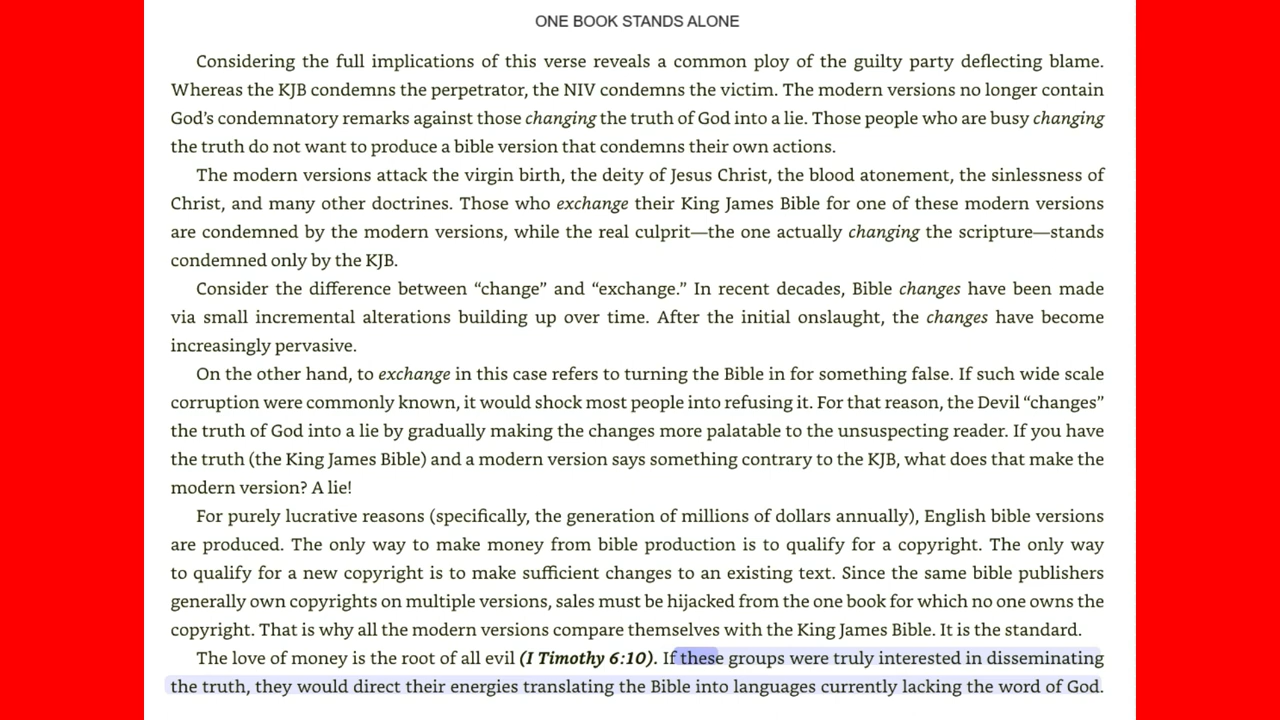 ONE BOOK STANDS ALONE
Considering the full implications of this verse reveals a common ploy of the guilty party deflecting blame.
Whereas the KJB condemns the perpetrator, the NIV condemns the victim. The modern versions no longer contain
God’s condemnatory remarks against those changing the truth of God into a lie. Those people who are busy changing
the truth do not want to produce a bible version that condemns their own actions.
The modern versions attack the virgin birth, the deity of Jesus Christ, the blood atonement, the sinlessness of
Christ, and many other doctrines. Those who exchange their King James Bible for one of these modern versions
are condemned by the modern versions, while the real culprit—the one actually changing the scripture—stands
condemned only by the KJB.
Consider the difference between “change” and “exchange.” In recent decades, Bible changes have been made
via small incremental alterations building up over time. After the initial onslaught, the changes have become
increasingly pervasive.
On the other hand, to exchange in this case refers to turning the Bible in for something false. If such wide scale
corruption were commonly known, it would shock most people into refusing it. For that reason, the Devil “changes”
the truth of God into a lie by gradually making the changes more palatable to the unsuspecting reader. If you have
the truth (the King James Bible) and a modern version says something contrary to the KJB, what does that make the
modern version? A lie!
For purely lucrative reasons (specifically, the generation of millions of dollars annually), English bible versions
are produced. The only way to make money from bible production is to qualify for a copyright. The only way
to qualify for a new copyright is to make sufficient changes to an existing text. Since the same bible publishers
generally own copyrights on multiple versions, sales must be hijacked from the one book for which no one owns the
copyright. That is why all the modern versions compare themselves with the King James Bible. It is the standard.
The love of money is the root of all evil (I Timothy 6:10). If these groups were truly interested in disseminating
the truth, they would direct their energies translating the Bible into languages currently lacking the word of God.